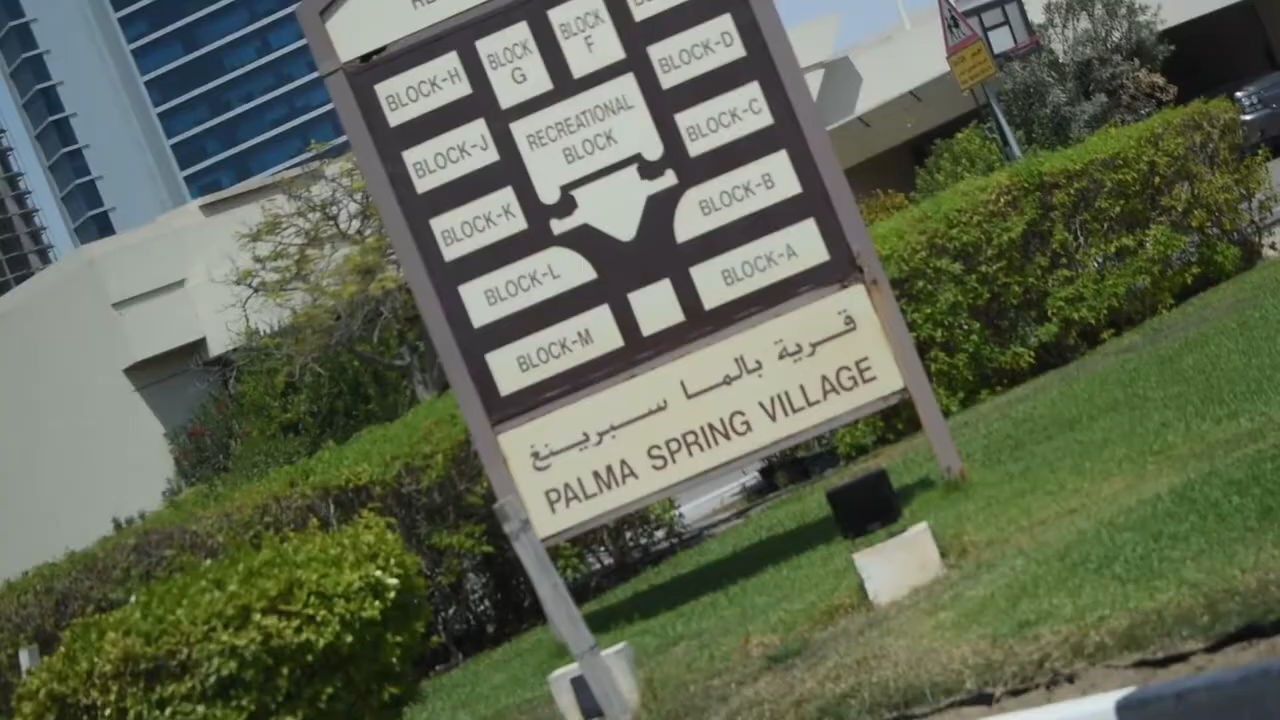 BLOCK
F
BLOCK
G
BLOCK-H
BLOCK-D
RECREATIONAL
BLOCK
BLOCK-J
BLOCK-C
BLOCK-K
BLOCK-B
BLOCK-L
BLOCK-A
BLOCK-M
قرية بالما سبرينغ
PALMA SPRING VILLAGE